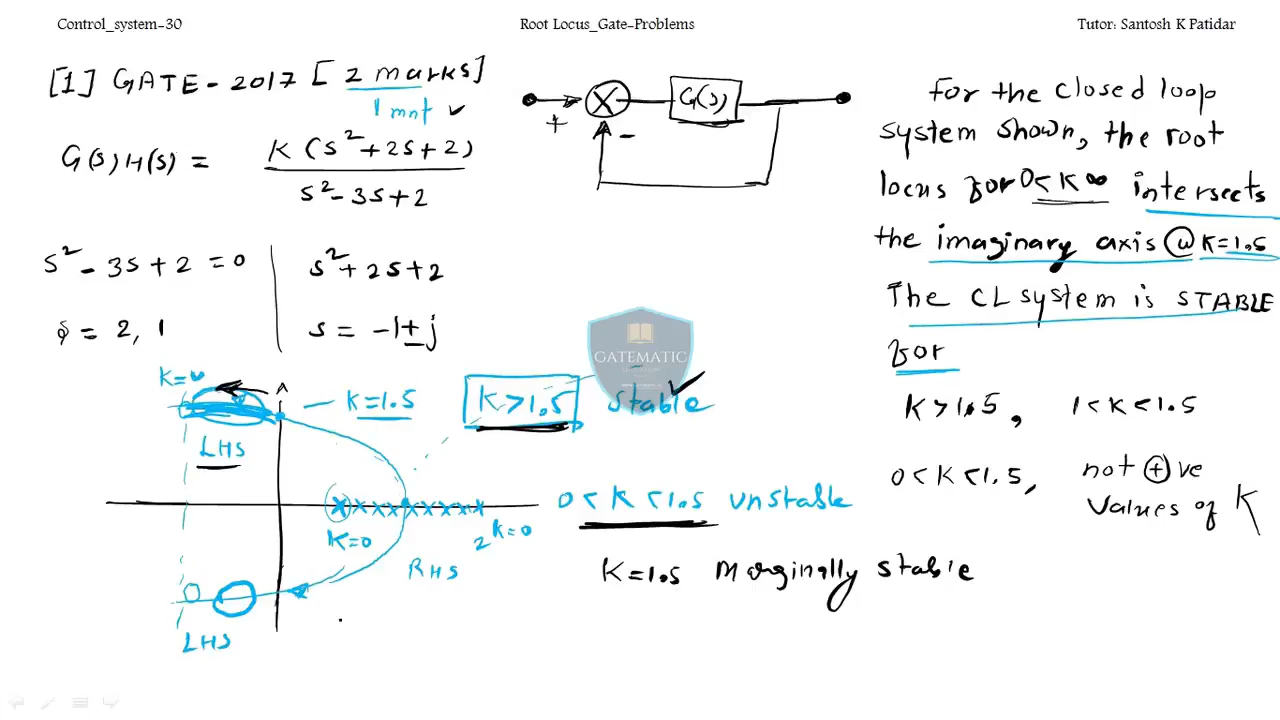 Control_system-30
Root Locus_Gate-Problems
Tutor: Santosh K Patidar
[1] GATE - 2017 [2 marks]
1 mnt ✓
G(s)H(s) = K (s²+2s+2)
s²-3s+2
s²-3s+2 =0
s = 2, 1
s²+2s+2
s = -1±j
+
-
G(s)
For the closed loop
system shown, the root
locus for 0<K ∞ intersects
the imaginary axis @ K=1.5
The CL system is STABLE
for
K>1.5, 1<K<1.5
0<K<1.5, not +ve
values of K
K=∞
K=1.5
K>1.5 stable ✓
GATEMATIC
LHS
0<K<1.5 unstable
K=0
2 K=0
RHS
K=1.5 Marginally stable
LHS